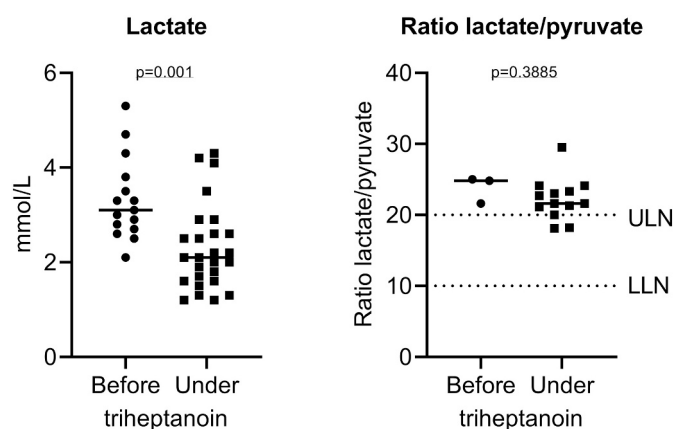 Lactate
p=0.001
mmol/L
6
4
2
0
Before Under
triheptanoin
Ratio lactate/pyruvate
p=0.3885
Ratio lactate/pyruvate
40
30
20
10
0
ULN
LLN
Before Under
triheptanoin